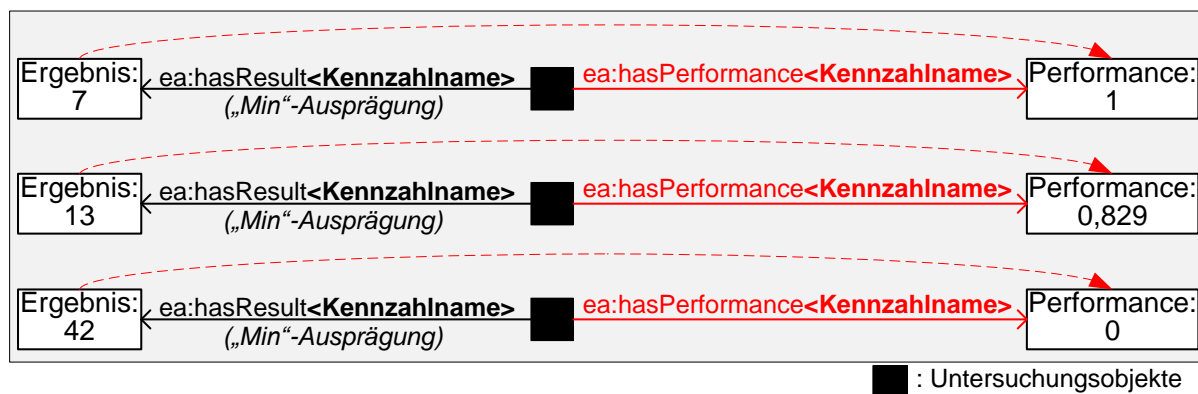 Ergebnis:
7
ea:hasResult<Kennzahlname>
(„Min“-Ausprägung)
ea:hasPerformance<Kennzahlname>
Performance:
1
Ergebnis:
13
ea:hasResult<Kennzahlname>
(„Min“-Ausprägung)
ea:hasPerformance<Kennzahlname>
Performance:
0,829
Ergebnis:
42
ea:hasResult<Kennzahlname>
(„Min“-Ausprägung)
ea:hasPerformance<Kennzahlname>
Performance:
0
: Untersuchungsobjekte